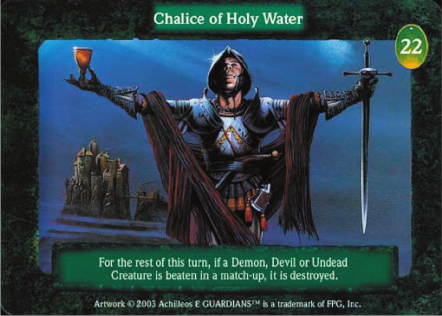 Chalice of Holy Water
22
For the rest of this turn, if a Demon, Devil or Undead
Creature is beaten in a match-up, it is destroyed.
Artwork © 2003 Achilleos & GUARDIANS™ is a trademark of FPG, Inc.